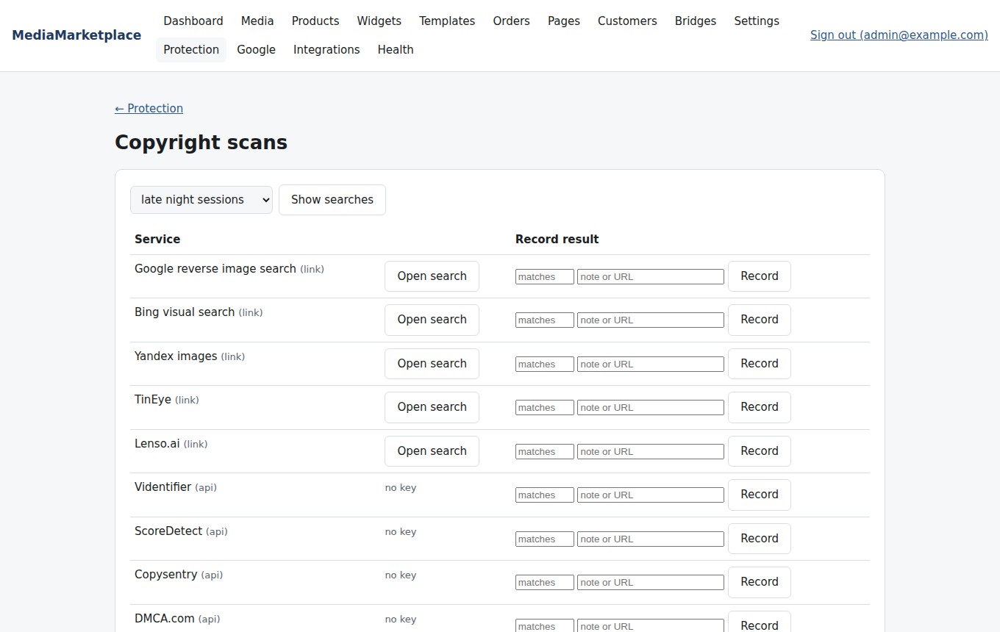 MediaMarketplace
Dashboard Media Products Widgets Templates Orders Pages Customers Bridges Settings
Protection Google Integrations Health
Sign out (admin@example.com)
← Protection
Copyright scans
late night sessions Show searches
Service Record result
Google reverse image search (link) Open search matches note or URL Record
Bing visual search (link) Open search matches note or URL Record
Yandex images (link) Open search matches note or URL Record
TinEye (link) Open search matches note or URL Record
Lenso.ai (link) Open search matches note or URL Record
Videntifier (api) no key matches note or URL Record
ScoreDetect (api) no key matches note or URL Record
Copysentry (api) no key matches note or URL Record
DMCA.com (api) no key matches note or URL Record